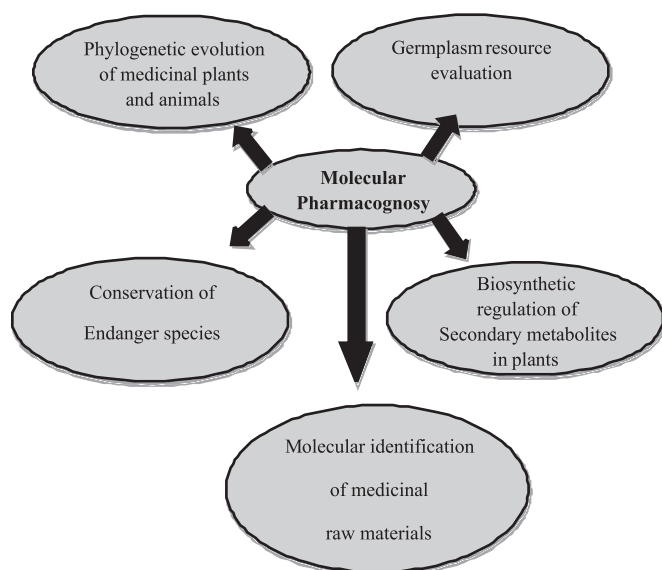 Phylogenetic evolution
of medicinal plants
and animals
Germplasm resource
evaluation
Molecular
Pharmacognosy
Conservation of
Endanger species
Biosynthetic
regulation of
Secondary metabolites
in plants
Molecular identification
of medicinal
raw materials